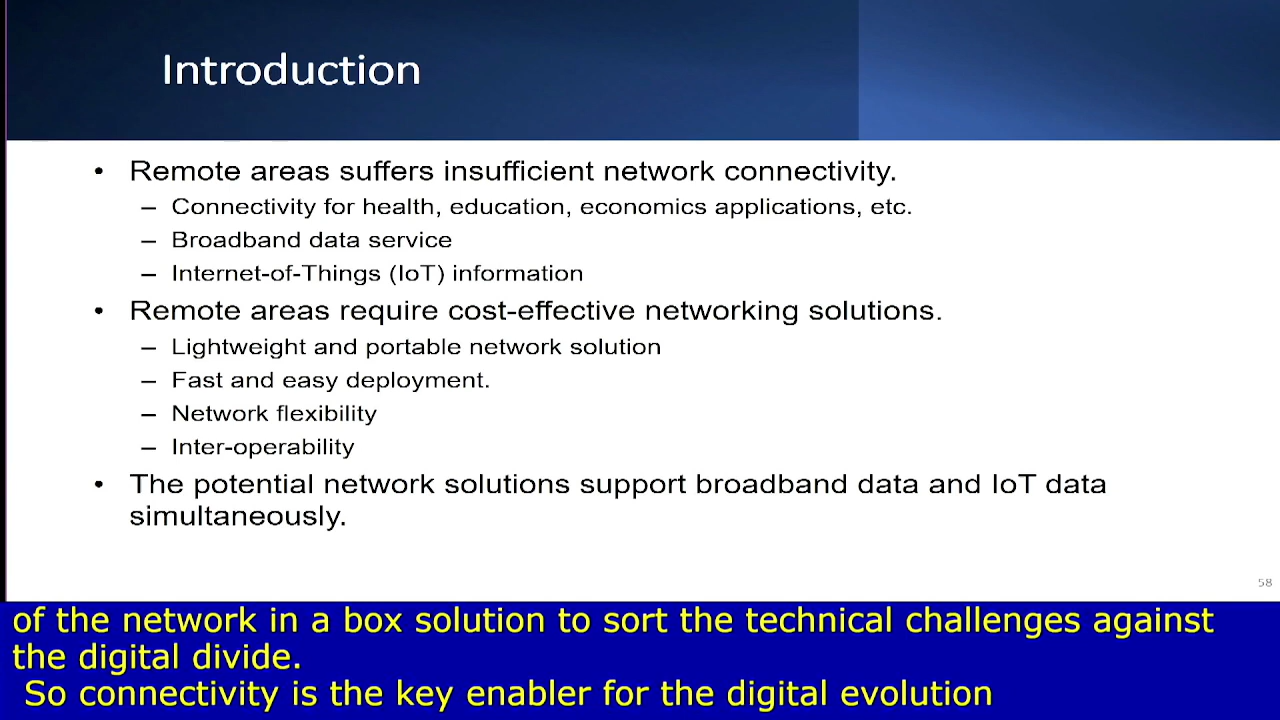 Introduction
• Remote areas suffers insufficient network connectivity.
– Connectivity for health, education, economics applications, etc.
– Broadband data service
– Internet-of-Things (IoT) information
• Remote areas require cost-effective networking solutions.
– Lightweight and portable network solution
– Fast and easy deployment.
– Network flexibility
– Inter-operability
• The potential network solutions support broadband data and IoT data
simultaneously.
58
of the network in a box solution to sort the technical challenges against
the digital divide.
So connectivity is the key enabler for the digital evolution